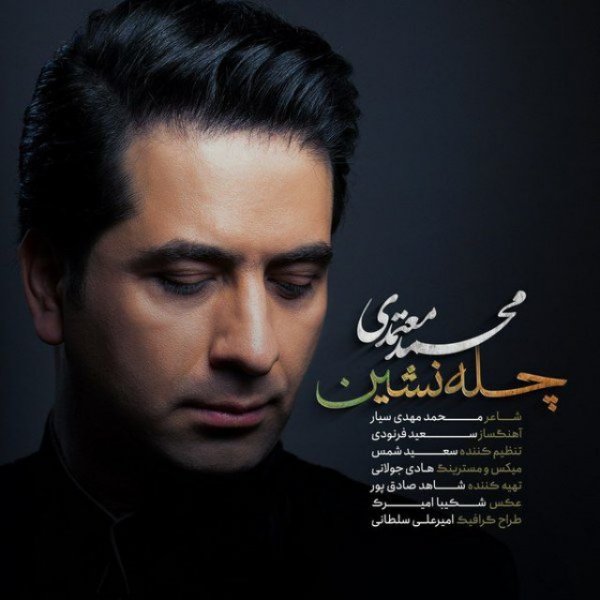 محمد معتمدی
چله‌نشین
شاعر محمد مهدی سیار
آهنگساز سعید فرنودی
تنظیم کننده سعید شمس
میکس و مسترینگ هادی جولانی
تهیه کننده شاهد صادق پور
عکس شکیبا امیرک
طراح گرافیک امیرعلی سلطانی